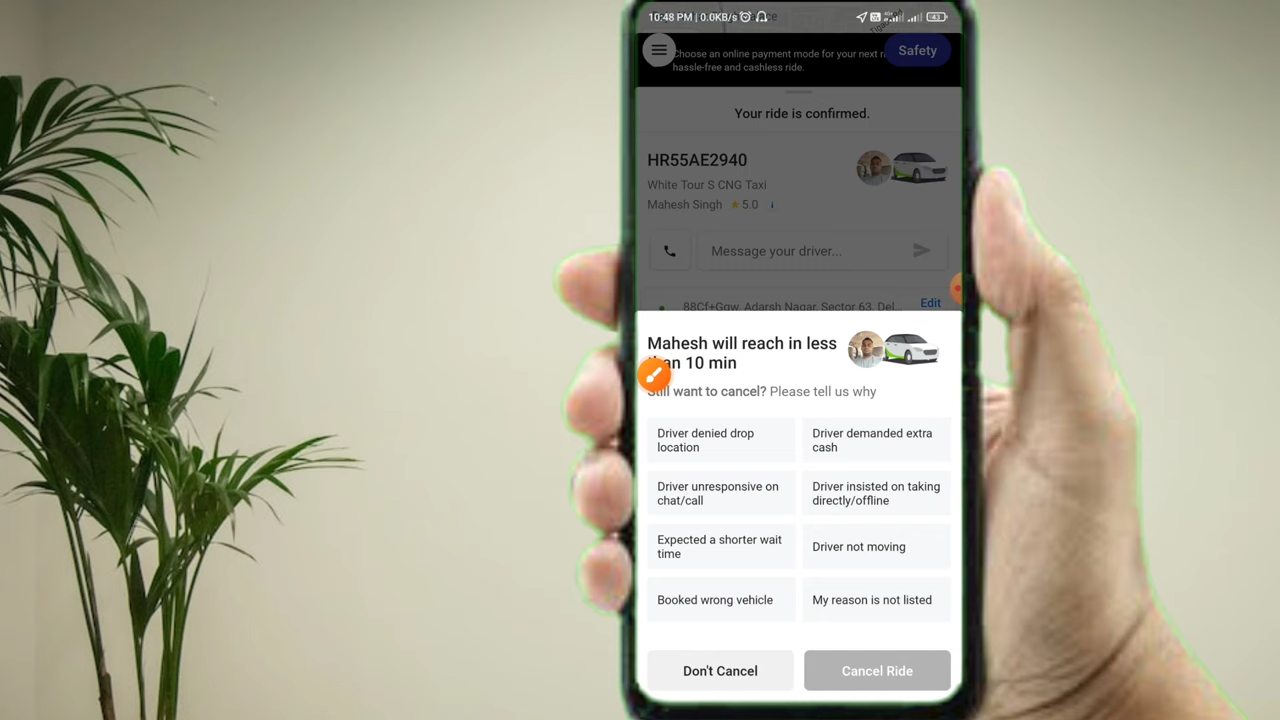 10:48 PM | 0.0KB/s
43
Choose an online payment mode for your next
hassle-free and cashless ride.
Safety
Your ride is confirmed.
HR55AE2940
White Tour S CNG Taxi
Mahesh Singh ★ 5.0
Message your driver...
88Cf+Ggw, Adarsh Nagar, Sector 63, Del...
Edit
Mahesh will reach in less
than 10 min
Still want to cancel? Please tell us why
Driver denied drop
location
Driver demanded extra
cash
Driver unresponsive on
chat/call
Driver insisted on taking
directly/offline
Expected a shorter wait
time
Driver not moving
Booked wrong vehicle
My reason is not listed
Don't Cancel
Cancel Ride